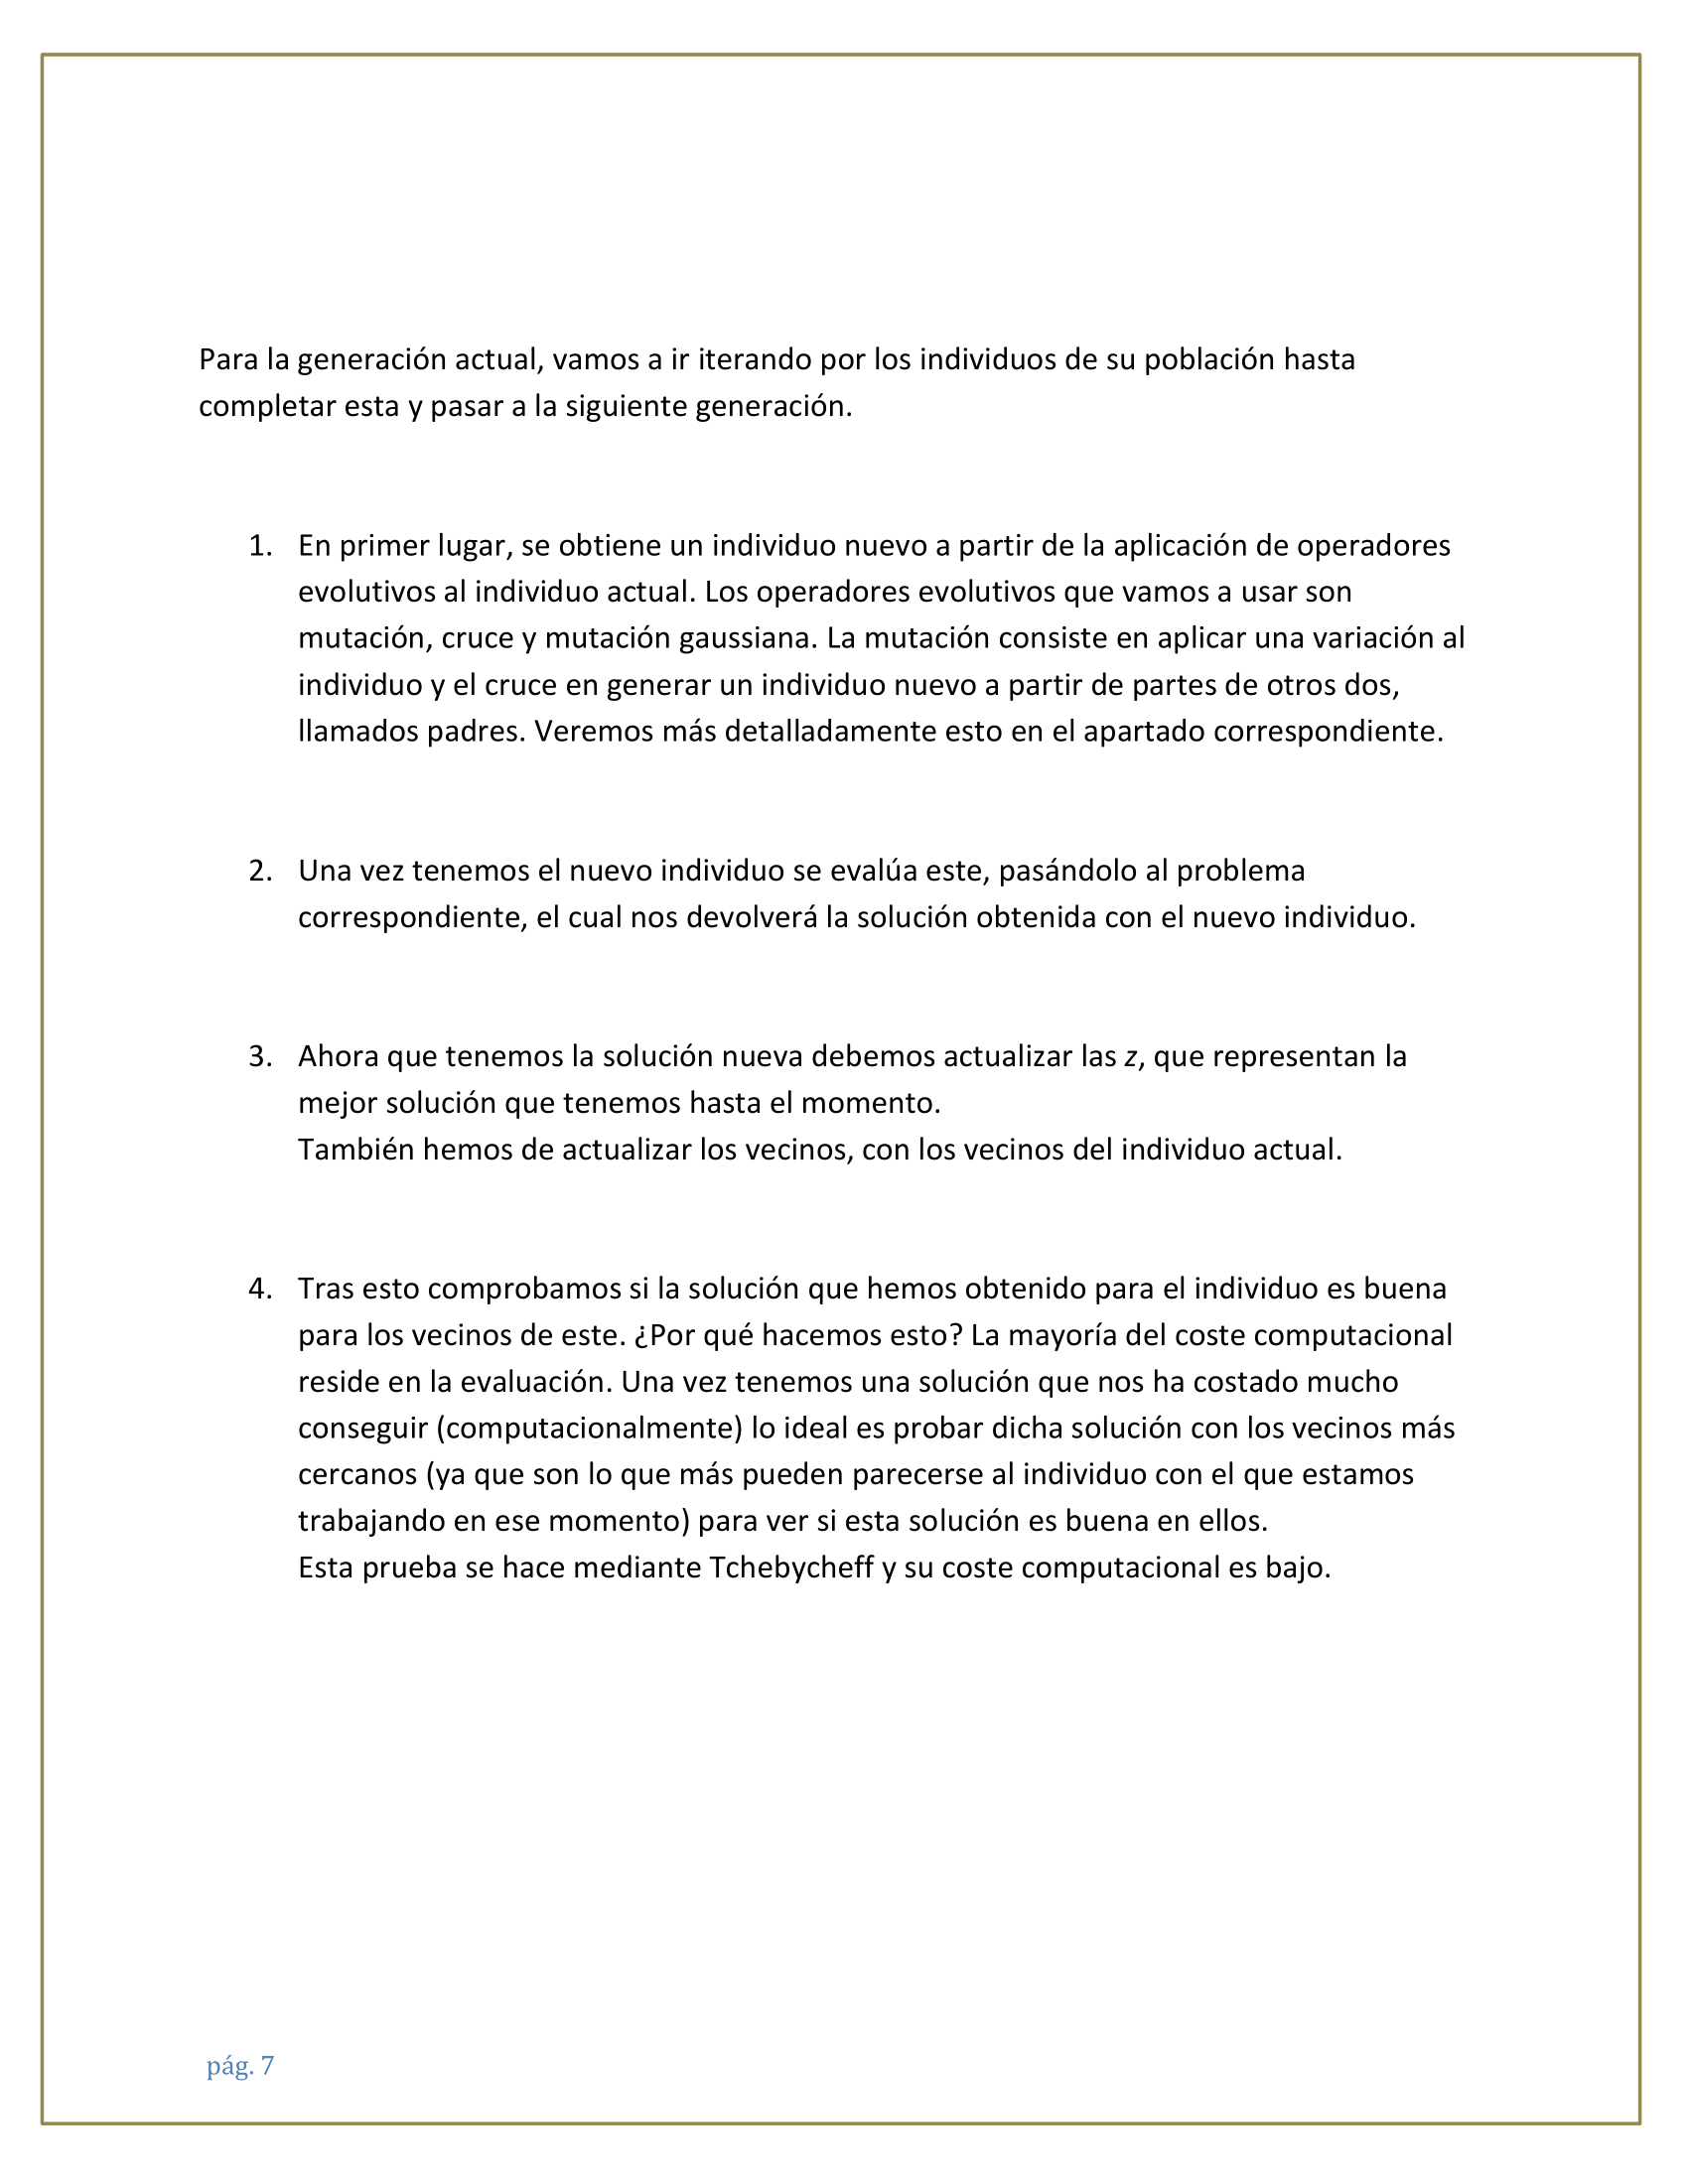 Para la generación actual, vamos a ir iterando por los individuos de su población hasta
completar esta y pasar a la siguiente generación.
1. En primer lugar, se obtiene un individuo nuevo a partir de la aplicación de operadores
evolutivos al individuo actual. Los operadores evolutivos que vamos a usar son
mutación, cruce y mutación gaussiana. La mutación consiste en aplicar una variación al
individuo y el cruce en generar un individuo nuevo a partir de partes de otros dos,
llamados padres. Veremos más detalladamente esto en el apartado correspondiente.
2. Una vez tenemos el nuevo individuo se evalúa este, pasándolo al problema
correspondiente, el cual nos devolverá la solución obtenida con el nuevo individuo.
3. Ahora que tenemos la solución nueva debemos actualizar las z, que representan la
mejor solución que tenemos hasta el momento.
También hemos de actualizar los vecinos, con los vecinos del individuo actual.
4. Tras esto comprobamos si la solución que hemos obtenido para el individuo es buena
para los vecinos de este. ¿Por qué hacemos esto? La mayoría del coste computacional
reside en la evaluación. Una vez tenemos una solución que nos ha costado mucho
conseguir (computacionalmente) lo ideal es probar dicha solución con los vecinos más
cercanos (ya que son lo que más pueden parecerse al individuo con el que estamos
trabajando en ese momento) para ver si esta solución es buena en ellos.
Esta prueba se hace mediante Tchebycheff y su coste computacional es bajo.
pág. 7